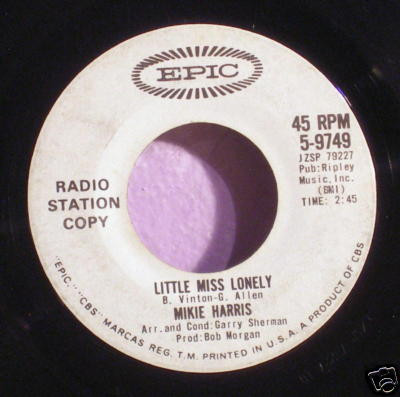 EPIC
RADIO
STATION
COPY
45 RPM
5-9749
JZSP 79227
Pub: Ripley
Music, Inc.
(BMI)
TIME: 2:45
LITTLE MISS LONELY
B. Vinton-G. Allen
MIKIE HARRIS
Arr. and Cond: Garry Sherman
Prod: Bob Morgan
"EPIC," "CBS" MARCAS REG. T.M. PRINTED IN U.S.A. A PRODUCT OF CBS